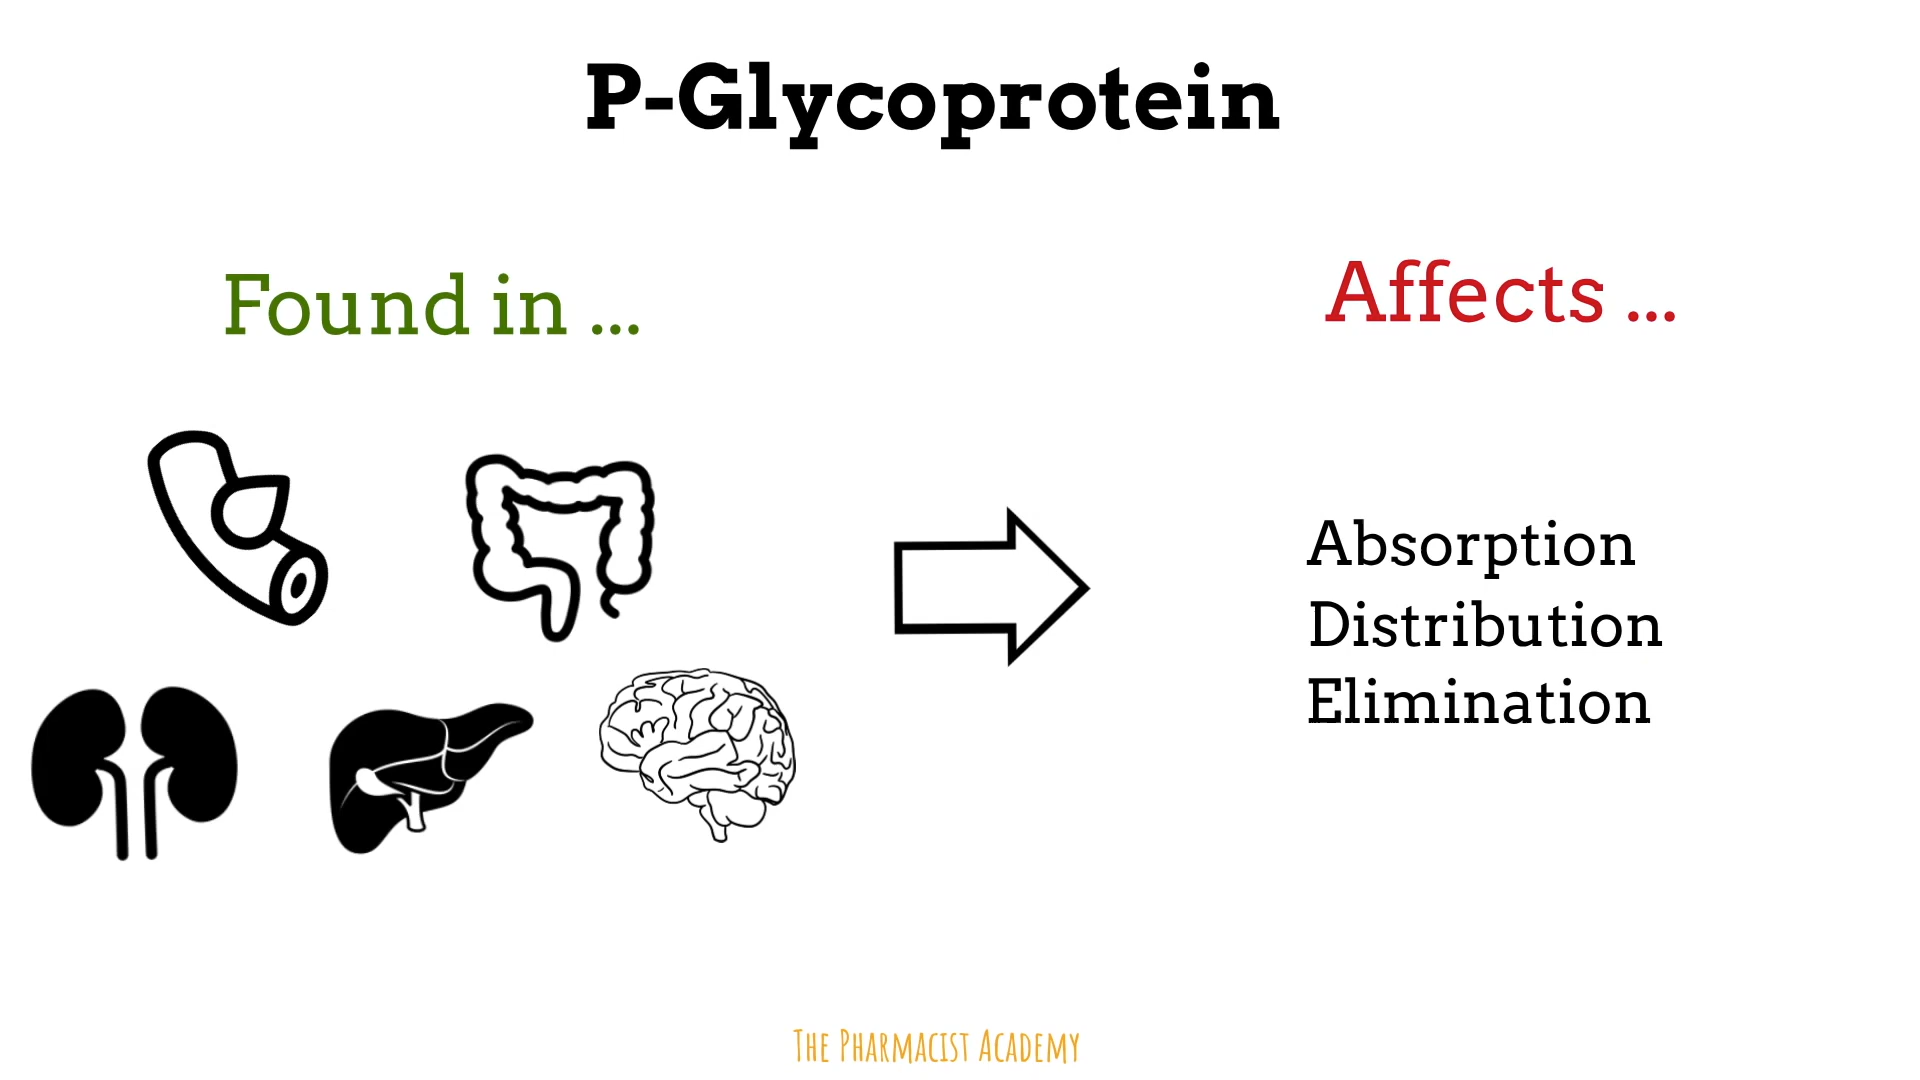 P-Glycoprotein
Found in ...
Affects ...
Absorption
Distribution
Elimination
The Pharmacist Academy